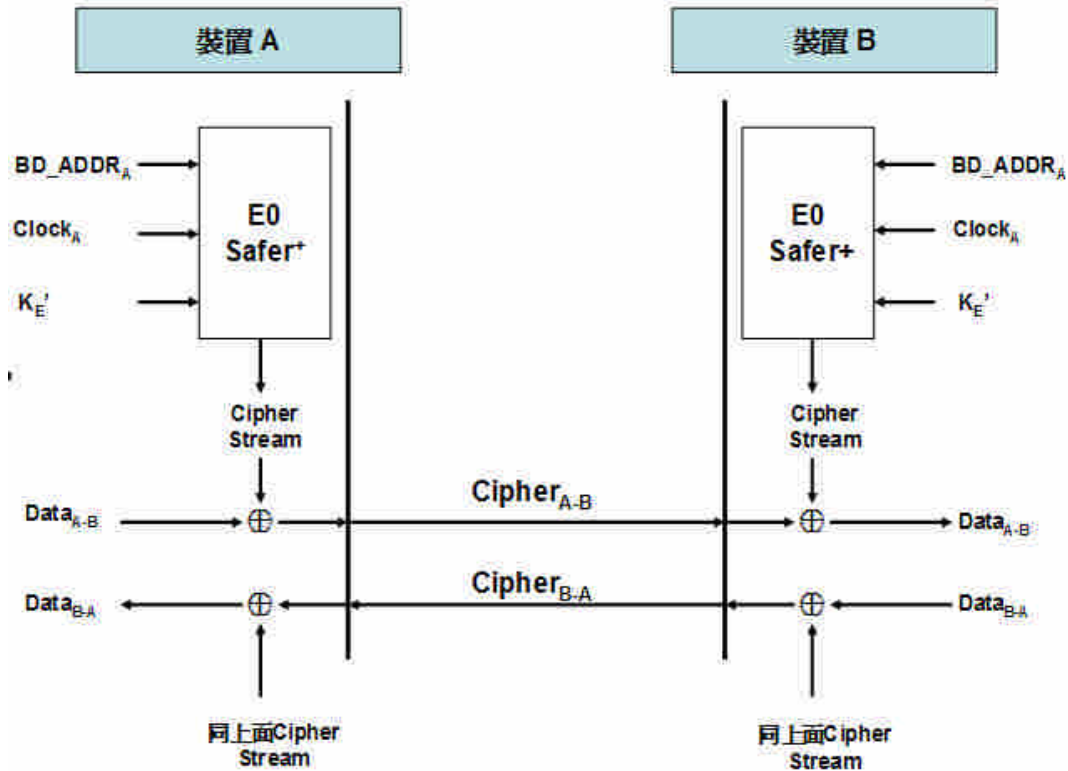 裝置 A
裝置 B
BD_ADDRA
ClockA
KE'
E0
Safer+
E0
Safer+
BD_ADDRA
ClockA
KE'
Cipher
Stream
Cipher
Stream
DataA-B
CipherA-B
DataA-B
DataB-A
CipherB-A
DataB-A
同上面Cipher
Stream
同上面Cipher
Stream